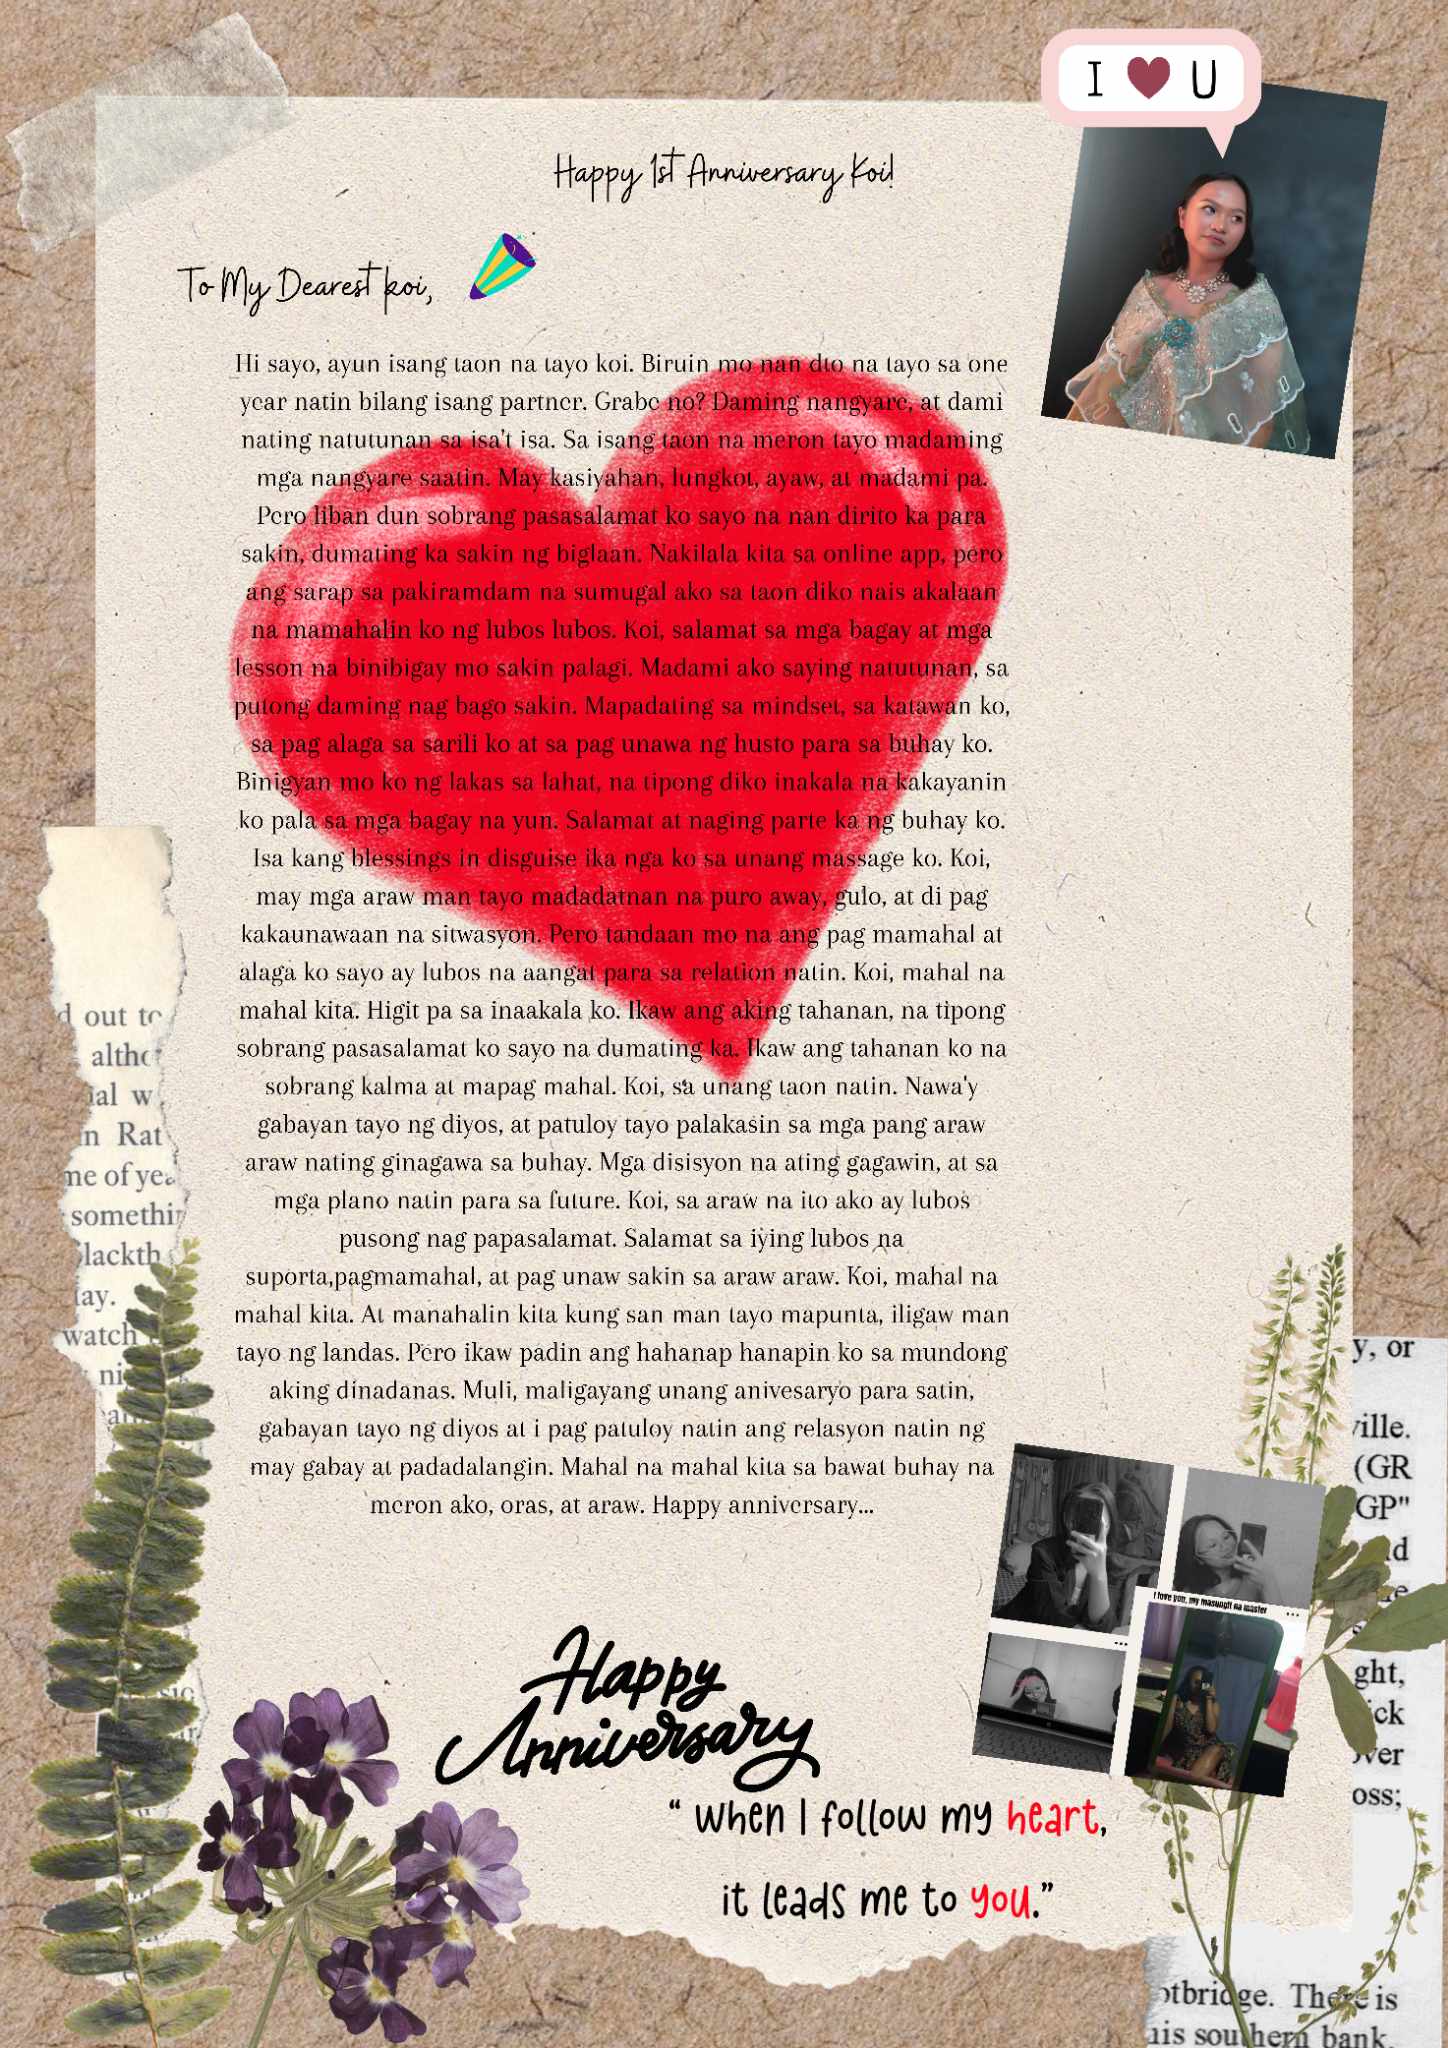 I ❤ U
Happy 1st Anniversary Koi!
To My Dearest koi,
Hi sayo, ayun isang taon na tayo koi. Biruin mo nan dto na tayo sa one
year natin bilang isang partner. Grabe no? Daming nangyare, at dami
nating natutunan sa isa't isa. Sa isang taon na meron tayo madaming
mga nangyare saatin. May kasiyahan, lungkot, ayaw, at madami pa.
Pero liban dun sobrang pasasalamat ko sayo na nan dirito ka para
sakin, dumating ka sakin ng biglaan. Nakilala kita sa online app, pero
ang sarap sa pakiramdam na sumugal ako sa taon diko nais akalaan
na mamahalin ko ng lubos lubos. Koi, salamat sa mga bagay at mga
lesson na binibigay mo sakin palagi. Madami ako saying natutunan, sa
putong daming nag bago sakin. Mapadating sa mindset, sa katawan ko,
sa pag alaga sa sarili ko at sa pag unawa ng husto para sa buhay ko.
Binigyan mo ko ng lakas sa lahat, na tipong diko inakala na kakayanin
ko pala sa mga bagay na yun. Salamat at naging parte ka ng buhay ko.
Isa kang blessings in disguise ika nga ko sa unang massage ko. Koi,
may mga araw man tayo madadatnan na puro away, gulo, at di pag
kakaunawaan na sitwasyon. Pero tandaan mo na ang pag mamahal at
alaga ko sayo ay lubos na aangat para sa relation natin. Koi, mahal na
mahal kita. Higit pa sa inaakala ko. Ikaw ang aking tahanan, na tipong
sobrang pasasalamat ko sayo na dumating ka. Ikaw ang tahanan ko na
sobrang kalma at mapag mahal. Koi, sa unang taon natin. Nawa'y
gabayan tayo ng diyos, at patuloy tayo palakasin sa mga pang araw
araw nating ginagawa sa buhay. Mga disisyon na ating gagawin, at sa
mga plano natin para sa future. Koi, sa araw na ito ako ay lubos
pusong nag papasalamat. Salamat sa iying lubos na
suporta,pagmamahal, at pag unaw sakin sa araw araw. Koi, mahal na
mahal kita. At manahalin kita kung san man tayo mapunta, iligaw man
tayo ng landas. Pero ikaw padin ang hahanap hanapin ko sa mundong
aking dinadanas. Muli, maligayang unang anivesaryo para satin,
gabayan tayo ng diyos at i pag patuloy natin ang relasyon natin ng
may gabay at padadalangin. Mahal na mahal kita sa bawat buhay na
meron ako, oras, at araw. Happy anniversary...
d out to
altho
w
n Rat
me of yea
somethi
lackth
ay.
watch
ni
y, or
ville.
(GR
GP"
I love you, my masungit na master
ght,
ick
over
oss;
Happy
Anniversary
“ When I follow my heart,
it leads me to you.”
otbridge. There is
uis southern bank.